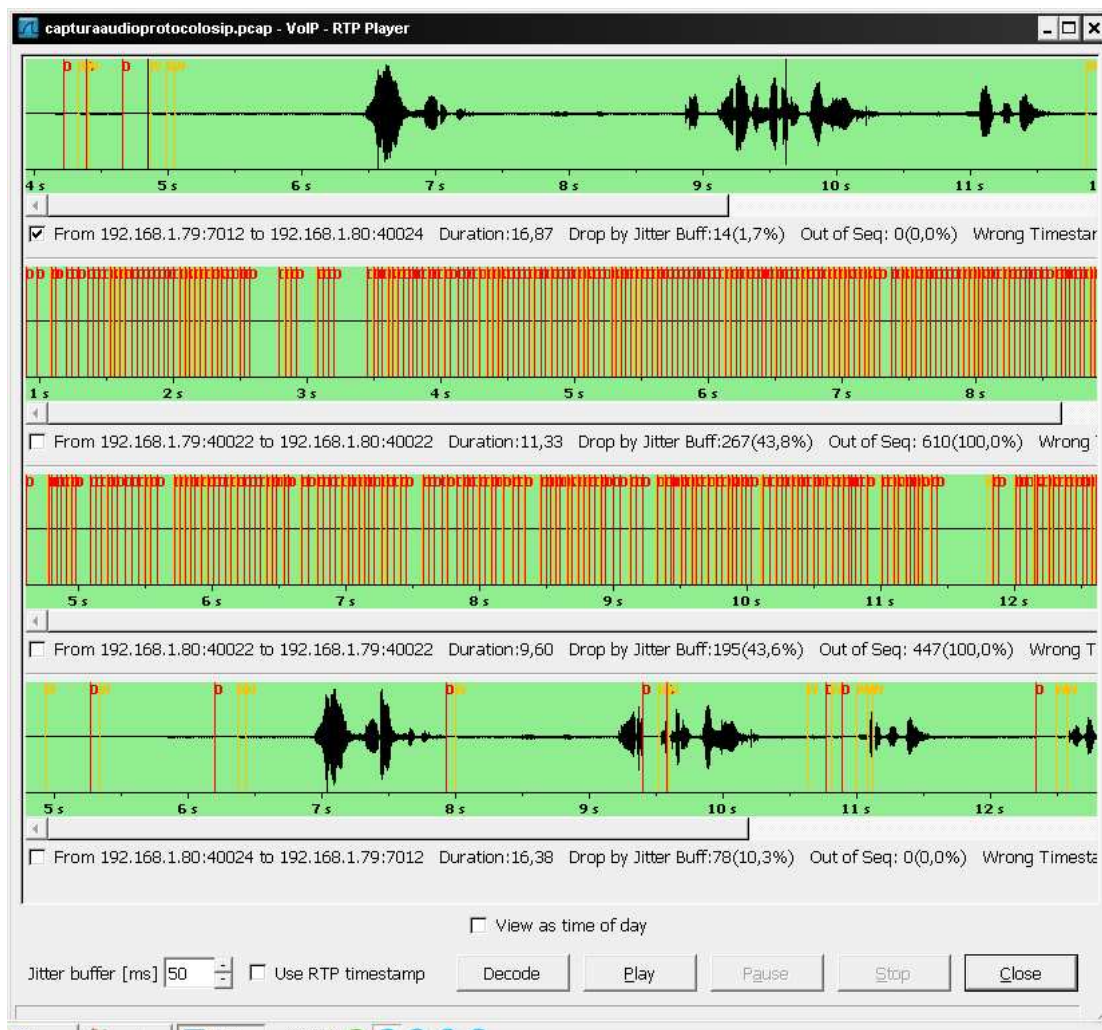 capturaaudioprotocolosip.pcap - VoIP - RTP Player
4 s 5 s 6 s 7 s 8 s 9 s 10 s 11 s 1
From 192.168.1.79:7012 to 192.168.1.80:40024 Duration:16,87 Drop by Jitter Buff:14(1,7%) Out of Seq: 0(0,0%) Wrong Timestar
1 s 2 s 3 s 4 s 5 s 6 s 7 s 8 s
From 192.168.1.79:40022 to 192.168.1.80:40022 Duration:11,33 Drop by Jitter Buff:267(43,8%) Out of Seq: 610(100,0%) Wrong
5 s 6 s 7 s 8 s 9 s 10 s 11 s 12 s
From 192.168.1.80:40022 to 192.168.1.79:40022 Duration:9,60 Drop by Jitter Buff:195(43,6%) Out of Seq: 447(100,0%) Wrong T
5 s 6 s 7 s 8 s 9 s 10 s 11 s 12 s
From 192.168.1.80:40024 to 192.168.1.79:7012 Duration:16,38 Drop by Jitter Buff:78(10,3%) Out of Seq: 0(0,0%) Wrong Timesta
View as time of day
Jitter buffer [ms] 50 Use RTP timestamp Decode Play Pause Stop Close